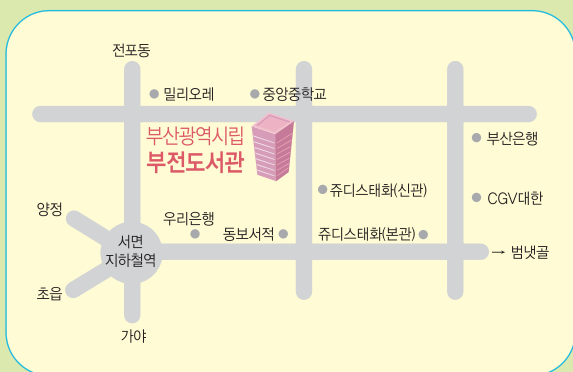 전포동
밀리오레
중앙중학교
부산광역시립
부전도서관
부산은행
쥬디스태화(신관)
CGV대한
양정
우리은행
동보서적
쥬디스태화(본관)
서면
지하철역
→ 범냇골
초읍
가야